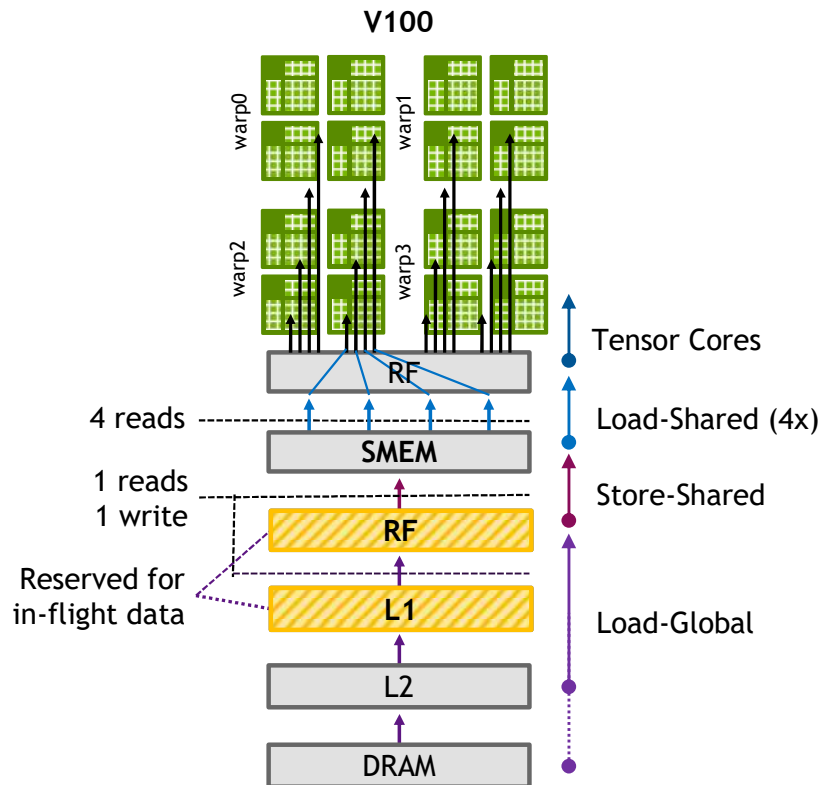 V100
warp0
warp1
warp2
warp3
Tensor Cores
RF
4 reads
Load-Shared (4x)
SMEM
1 reads
1 write
Store-Shared
RF
Reserved for
in-flight data
L1
Load-Global
L2
DRAM